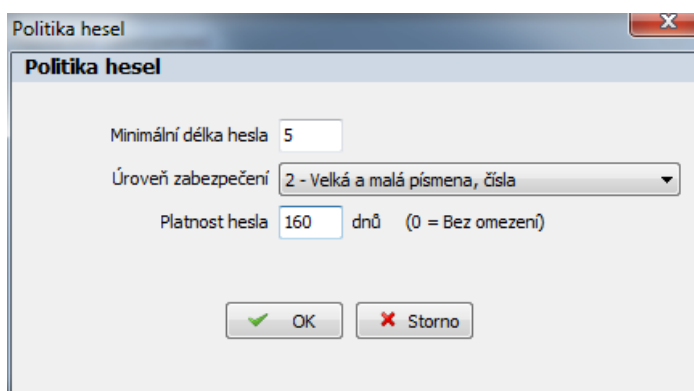 Politika hesel
Politika hesel
Minimální délka hesla 5
Úroveň zabezpečení 2 - Velká a malá písmena, čísla
Platnost hesla 160 dnů (0 = Bez omezení)
OK Storno